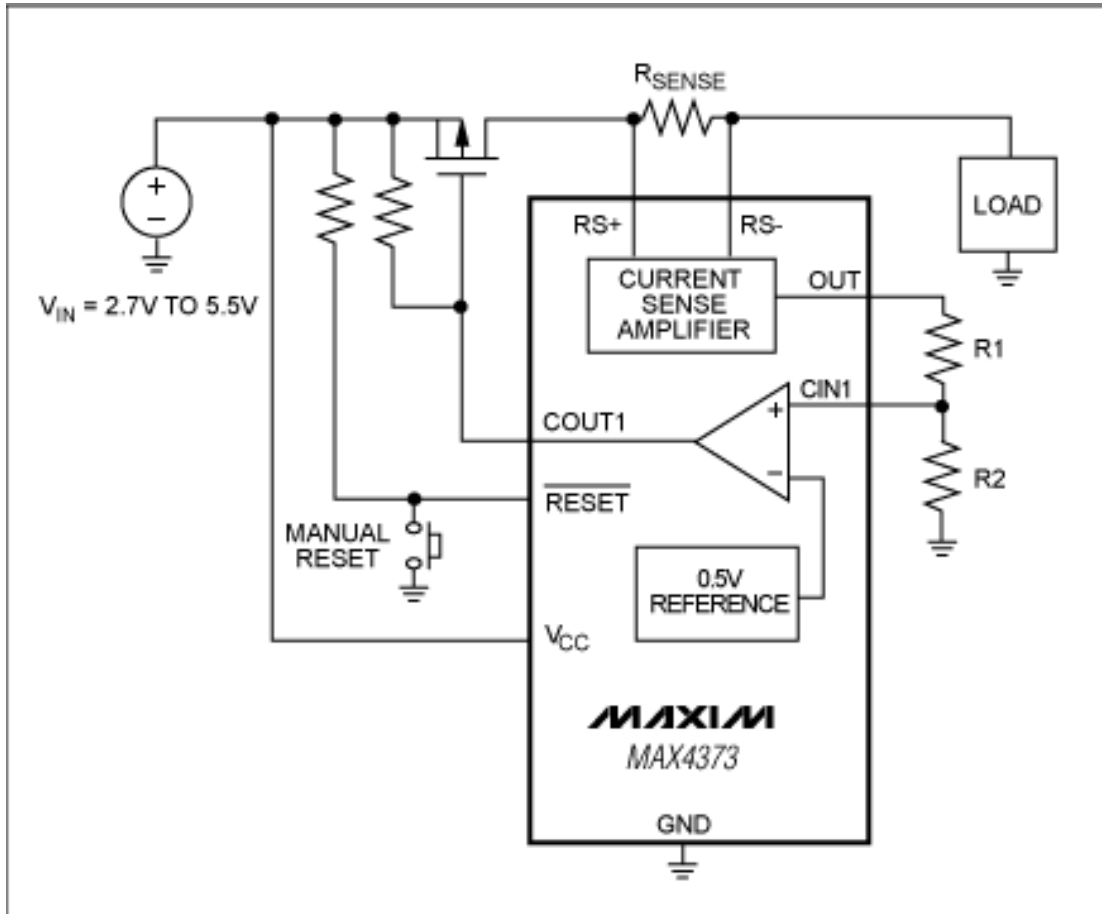 RSENSE
+
−
VIN = 2.7V TO 5.5V
RS+
RS-
LOAD
CURRENT
SENSE
AMPLIFIER
OUT
R1
CIN1
+
−
COUT1
R2
RESET
MANUAL
RESET
0.5V
REFERENCE
VCC
MAXIM
MAX4373
GND